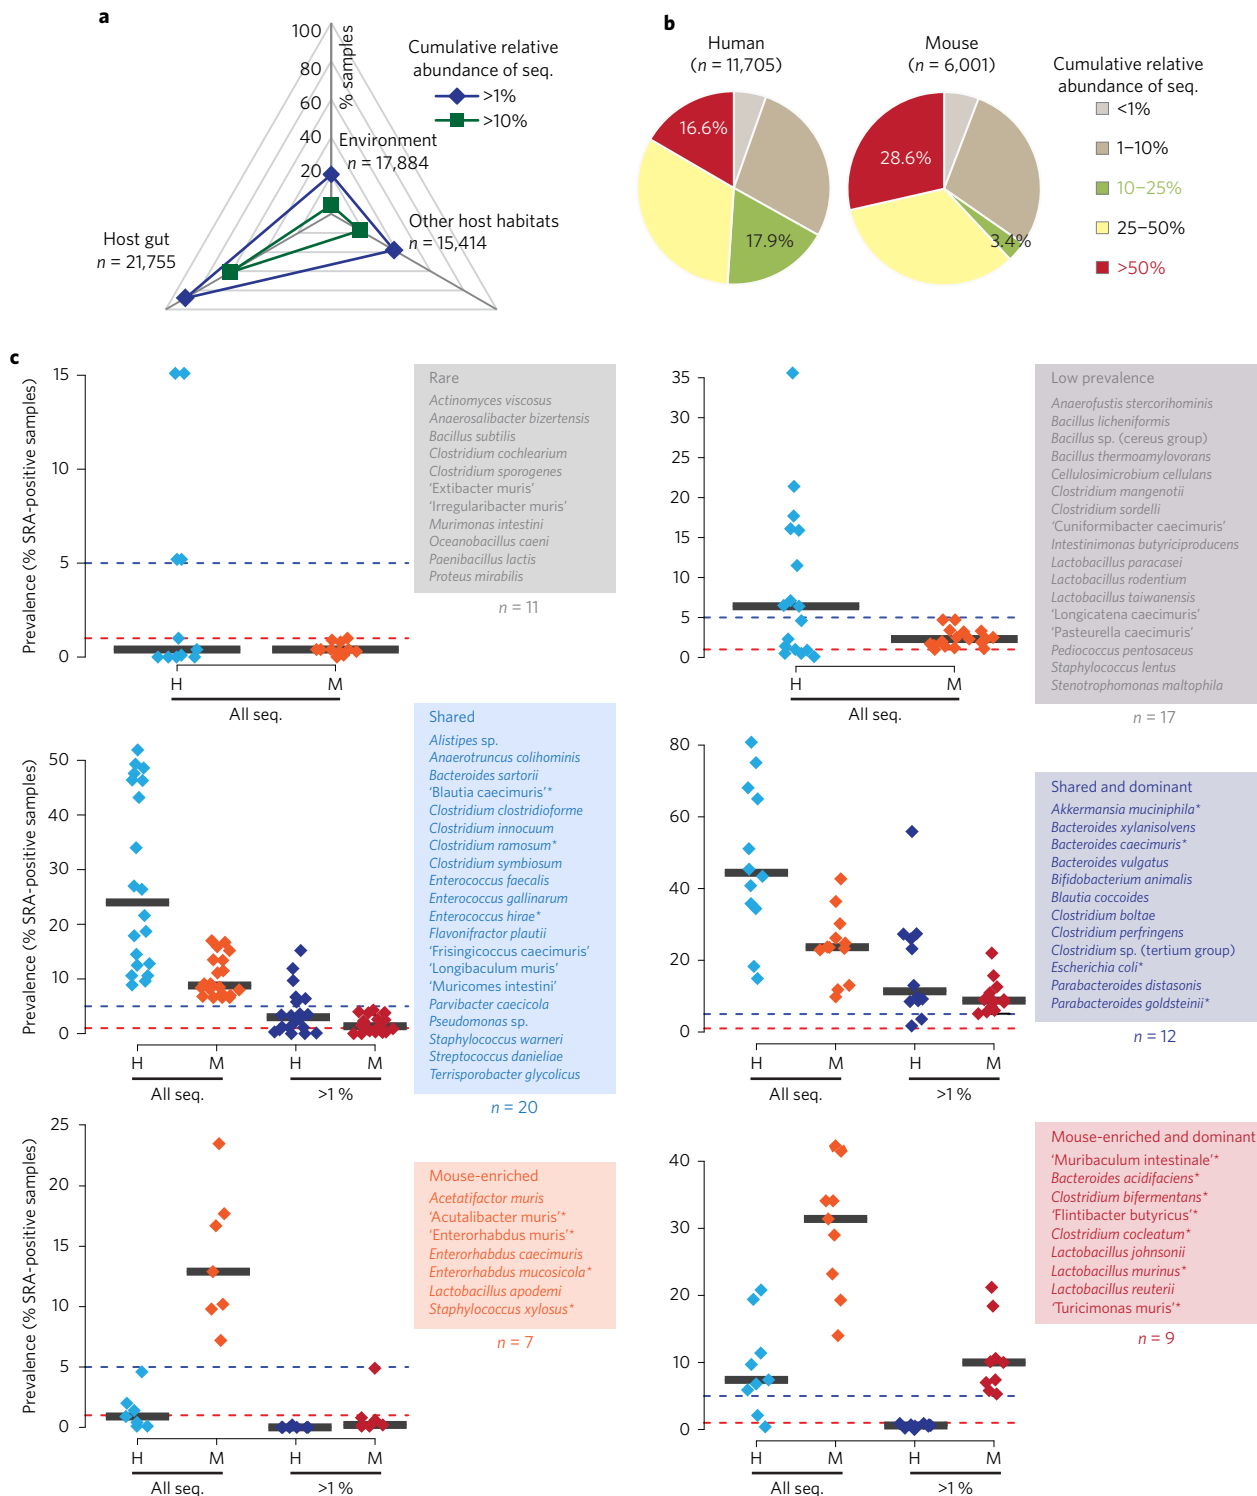 a
100
80
60
40
20
% samples
Cumulative relative
abundance of seq.
>1%
>10%
Environment
n = 17,884
Other host habitats
n = 15,414
Host gut
n = 21,755
b
Human
(n = 11,705)
Mouse
(n = 6,001)
16.6%
17.9%
28.6%
3.4%
Cumulative relative
abundance of seq.
<1%
1–10%
10–25%
25–50%
>50%
c
Prevalence (% SRA-positive samples)
15
10
5
0
H
M
All seq.
Rare
Actinomyces viscosus
Anaerosalibacter bizertensis
Bacillus subtilis
Clostridium cochlearium
Clostridium sporogenes
‘Extibacter muris’
‘Irregularibacter muris’
Murimonas intestini
Oceanobacillus caeni
Paenibacillus lactis
Proteus mirabilis
n = 11
35
30
25
20
15
10
5
0
H
M
All seq.
Low prevalence
Anaerofustis stercorihominis
Bacillus licheniformis
Bacillus sp. (cereus group)
Bacillus thermoamylovorans
Cellulosimicrobium cellulans
Clostridium mangenotii
Clostridium sordelli
‘Cuniformibacter caecimuris’
Intestinimonas butyriciproducens
Lactobacillus paracasei
Lactobacillus rodentium
Lactobacillus taiwanensis
‘Longicatena caecimuris’
‘Pasteurella caecimuris’
Pediococcus pentosaceus
Staphylococcus lentus
Stenotrophomonas maltophila
n = 17
Prevalence (% SRA-positive samples)
50
40
30
20
10
0
H
M
H
M
All seq.
>1 %
Shared
Alistipes sp.
Anaerotruncus colihominis
Bacteroides sartorii
‘Blautia caecimuris’*
Clostridium clostridioforme
Clostridium innocuum
Clostridium ramosum*
Clostridium symbiosum
Enterococcus faecalis
Enterococcus gallinarum
Enterococcus hirae*
Flavonifractor plautii
‘Frisingicoccus caecimuris’
‘Longibaculum muris’
‘Muricomes intestini’
Parvibacter caecicola
Pseudomonas sp.
Staphylococcus warneri
Streptococcus danieliae
Terrisporobacter glycolicus
n = 20
80
60
40
20
0
H
M
H
M
All seq.
>1 %
Shared and dominant
Akkermansia muciniphila*
Bacteroides xylanisolvens
Bacteroides caecimuris*
Bacteroides vulgatus
Bifidobacterium animalis
Blautia coccoides
Clostridium boltae
Clostridium perfringens
Clostridium sp. (tertium group)
Escherichia coli*
Parabacteroides distasonis
Parabacteroides goldsteinii*
n = 12
Prevalence (% SRA-positive samples)
25
20
15
10
5
0
H
M
H
M
All seq.
>1 %
Mouse-enriched
Acetatifactor muris
‘Acutalibacter muris’*
‘Enterorhabdus muris’*
Enterorhabdus caecimuris
Enterorhabdus mucosicola*
Lactobacillus apodemi
Staphylococcus xylosus*
n = 7
40
30
20
10
0
H
M
H
M
All seq.
>1 %
Mouse-enriched and dominant
‘Muribaculum intestinale’*
Bacteroides acidifaciens*
Clostridium bifermentans*
‘Flintibacter butyricus’*
Clostridium cocleatum*
Lactobacillus johnsonii
Lactobacillus murinus*
Lactobacillus reuterii
‘Turicimonas muris’*
n = 9